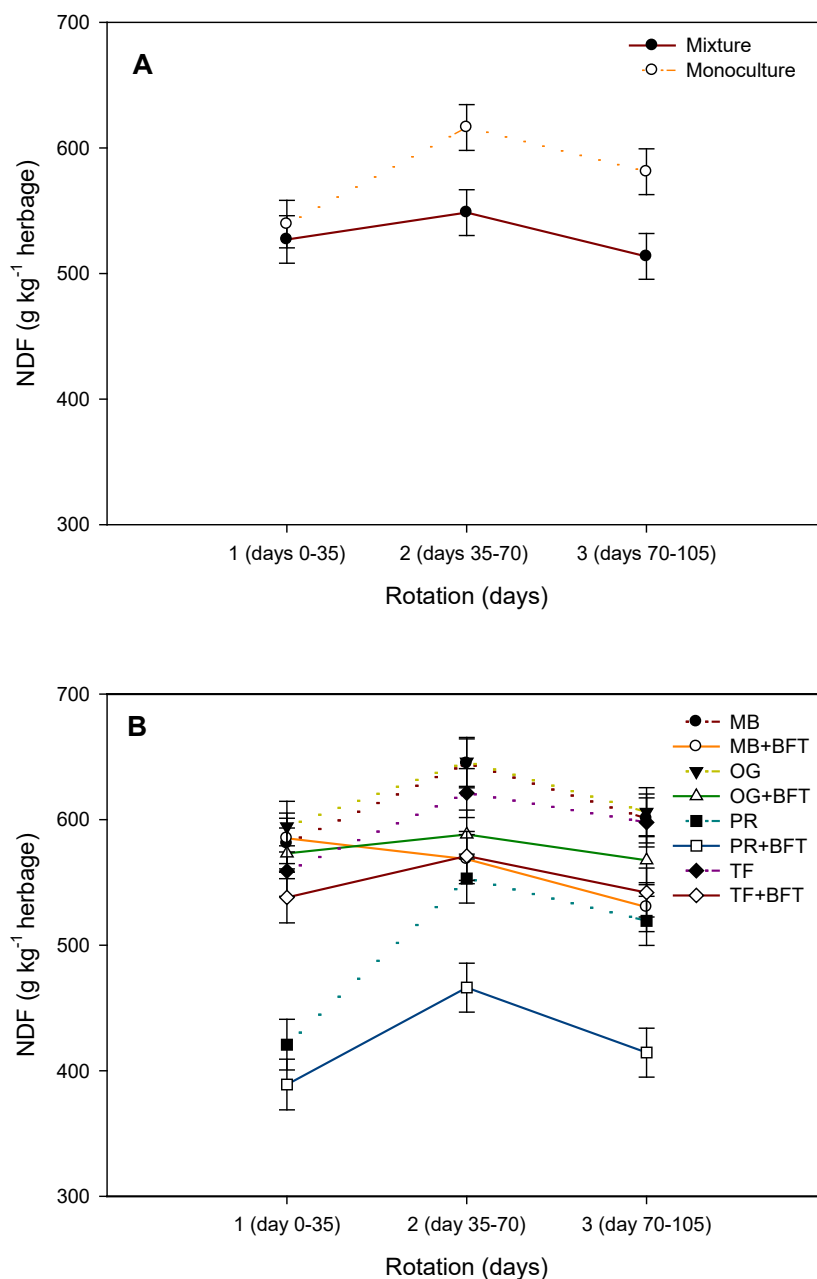 700
600
500
400
300
NDF (g kg⁻¹ herbage)
A
Mixture
Monoculture
1 (days 0-35)
2 (days 35-70)
3 (days 70-105)
Rotation (days)
700
600
500
400
300
NDF (g kg⁻¹ herbage)
B
MB
MB+BFT
OG
OG+BFT
PR
PR+BFT
TF
TF+BFT
1 (day 0-35)
2 (day 35-70)
3 (day 70-105)
Rotation (days)